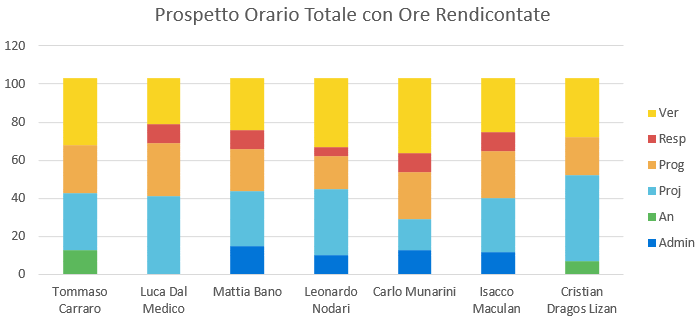 Prospetto Orario Totale con Ore Rendicontate
120
100
80
60
40
20
0
Tommaso
Carraro
Luca Dal
Medico
Mattia Bano
Leonardo
Nodari
Carlo Munarini
Isacco
Maculan
Cristian
Dragos Lizan
Ver
Resp
Prog
Proj
An
Admin